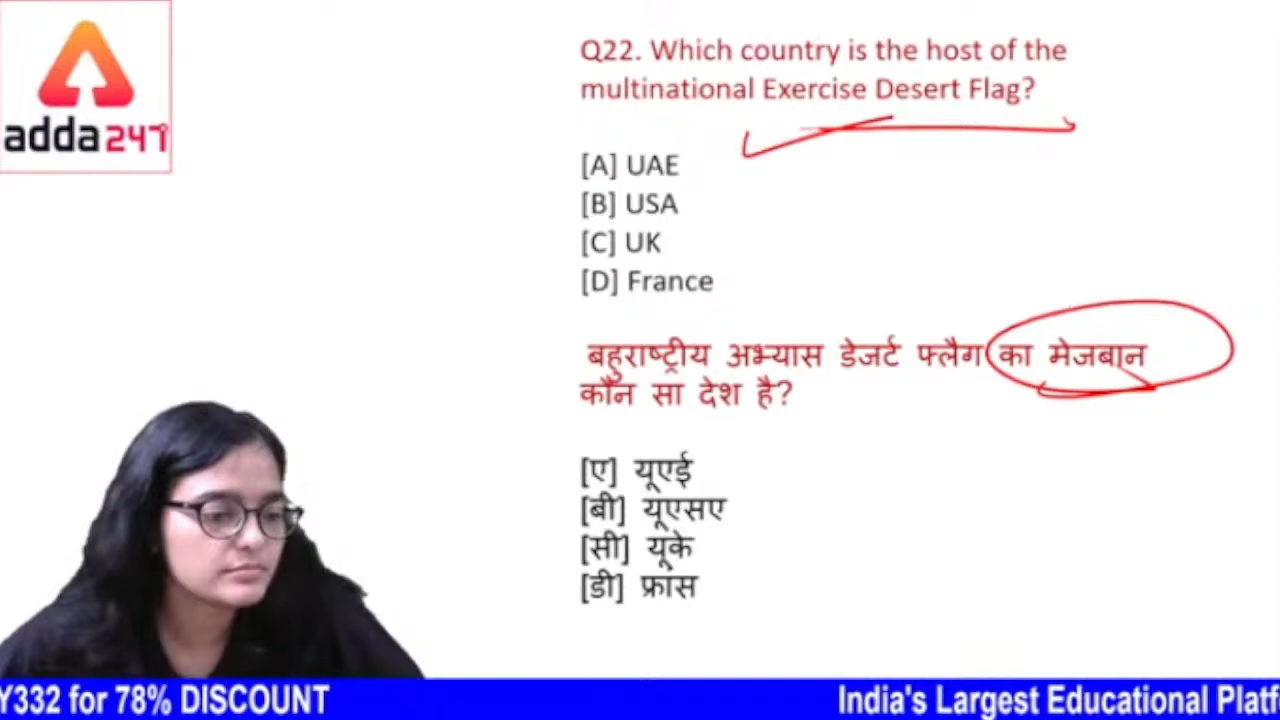 adda247
Q22. Which country is the host of the
multinational Exercise Desert Flag?
[A] UAE
[B] USA
[C] UK
[D] France
बहुराष्ट्रीय अभ्यास डेजर्ट फ्लैग का मेजबान
कौन सा देश है?
[ए] यूएई
[बी] यूएसए
[सी] यूके
[डी] फ्रांस
Y332 for 78% DISCOUNT
India's Largest Educational Platf